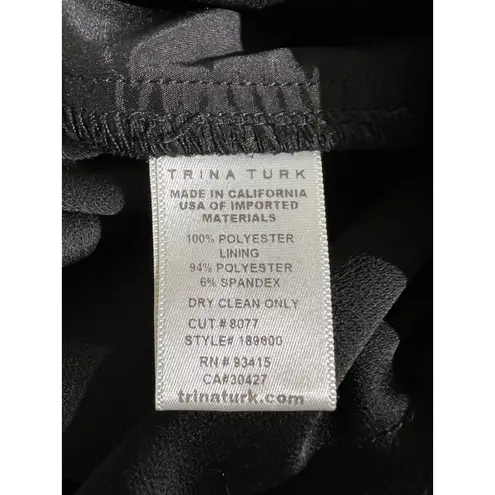 TRINA TURK
MADE IN CALIFORNIA
USA OF IMPORTED
MATERIALS
100% POLYESTER
LINING
94% POLYESTER
6% SPANDEX
DRY CLEAN ONLY
CUT # 8077
STYLE# 189800
RN # 93415
CA#30427
trinaturk.com